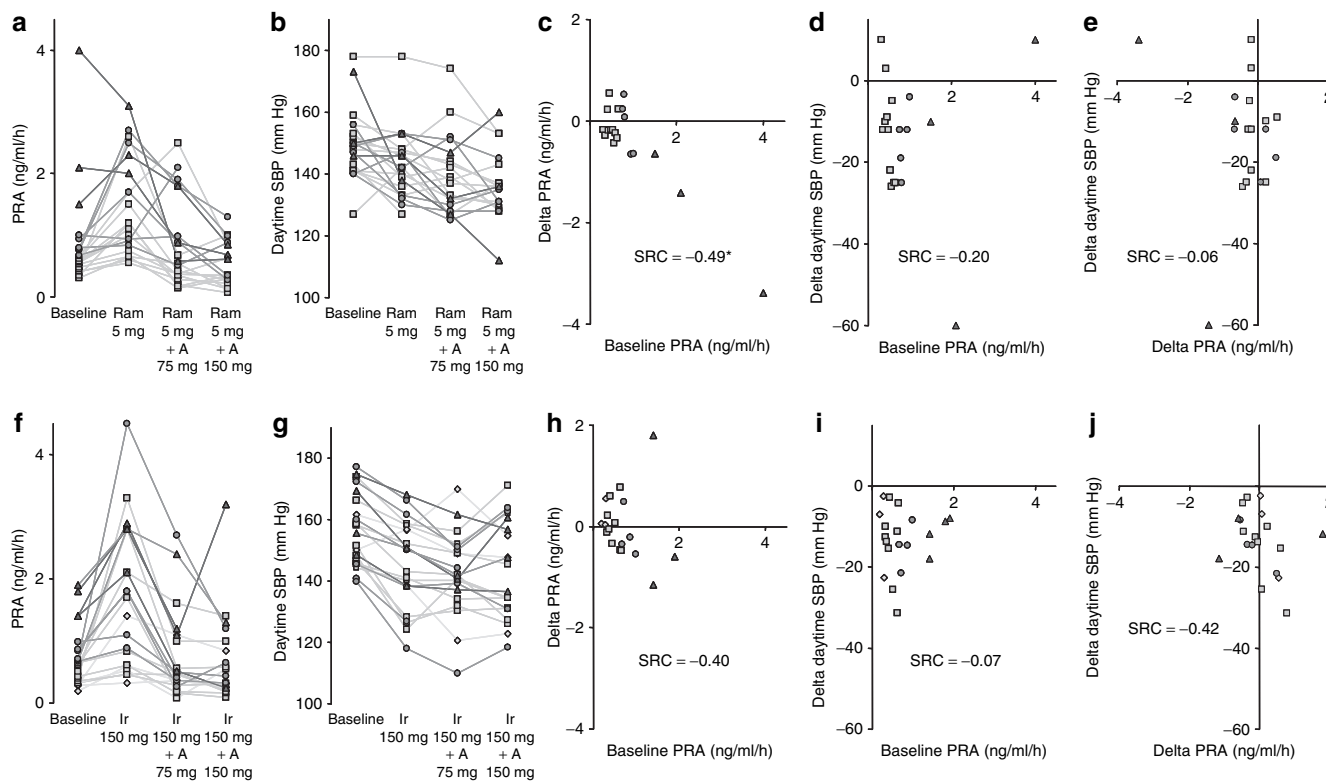 a
PRA (ng/ml/h)
4
2
0
Baseline
Ram
5 mg
Ram
5 mg
+ A
75 mg
Ram
5 mg
+ A
150 mg
b
Daytime SBP (mm Hg)
180
160
140
120
100
Baseline
Ram
5 mg
Ram
5 mg
+ A
75 mg
Ram
5 mg
+ A
150 mg
c
Delta PRA (ng/ml/h)
2
0
−2
−4
2
4
SRC = −0.49*
Baseline PRA (ng/ml/h)
d
Delta daytime SBP (mm Hg)
0
−20
−40
−60
2
4
SRC = −0.20
Baseline PRA (ng/ml/h)
e
Delta daytime SBP (mm Hg)
−4
−2
0
2
−20
−40
−60
SRC = −0.06
Delta PRA (ng/ml/h)
f
PRA (ng/ml/h)
4
2
0
Baseline
Ir
150 mg
Ir
150 mg
+ A
75 mg
Ir
150 mg
+ A
150 mg
g
Daytime SBP (mm Hg)
180
160
140
120
100
Baseline
Ir
150 mg
Ir
150 mg
+ A
75 mg
Ir
150 mg
+ A
150 mg
h
Delta PRA (ng/ml/h)
2
0
−2
−4
2
4
SRC = −0.40
Baseline PRA (ng/ml/h)
i
Delta daytime SBP (mm Hg)
0
−20
−40
−60
2
4
SRC = −0.07
Baseline PRA (ng/ml/h)
j
Delta daytime SBP (mm Hg)
−4
−2
0
2
−20
−40
−60
SRC = −0.42
Delta PRA (ng/ml/h)